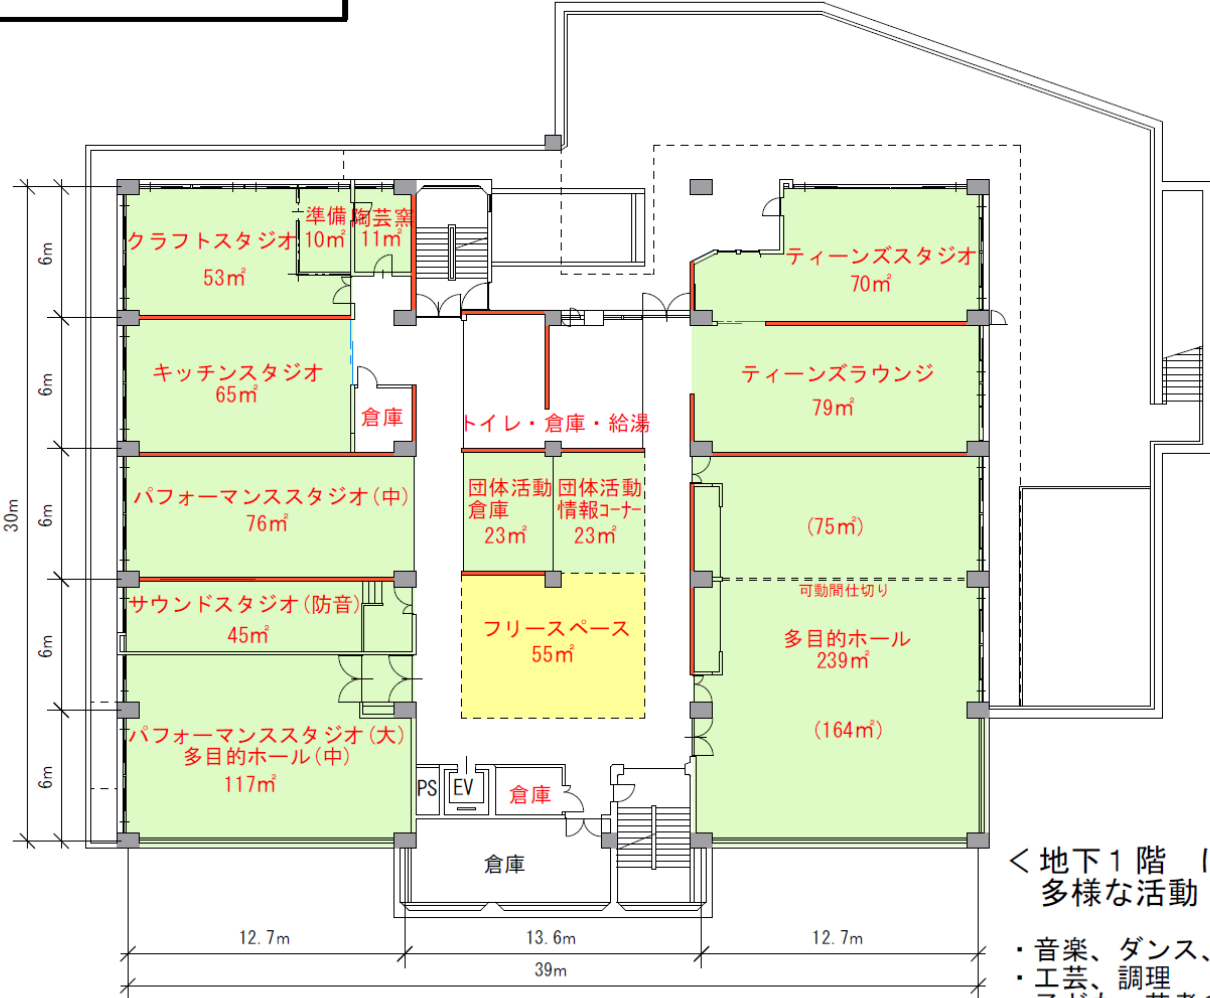 準備
10㎡
陶芸窯
11㎡
クラフトスタジオ
53㎡
ティーンズスタジオ
70㎡
キッチンスタジオ
65㎡
倉庫
トイレ・倉庫・給湯
ティーンズラウンジ
79㎡
パフォーマンススタジオ(中)
76㎡
団体活動
倉庫
23㎡
団体活動
情報コーナー
23㎡
(75㎡)
可動間仕切り
サウンドスタジオ(防音)
45㎡
フリースペース
55㎡
多目的ホール
239㎡
(164㎡)
パフォーマンススタジオ(大)
多目的ホール(中)
117㎡
PS
EV
倉庫
倉庫
6m
6m
6m
6m
6m
30m
12.7m
13.6m
12.7m
39m
<地下1階
多様な活動
・音楽、ダンス、
・工芸、調理